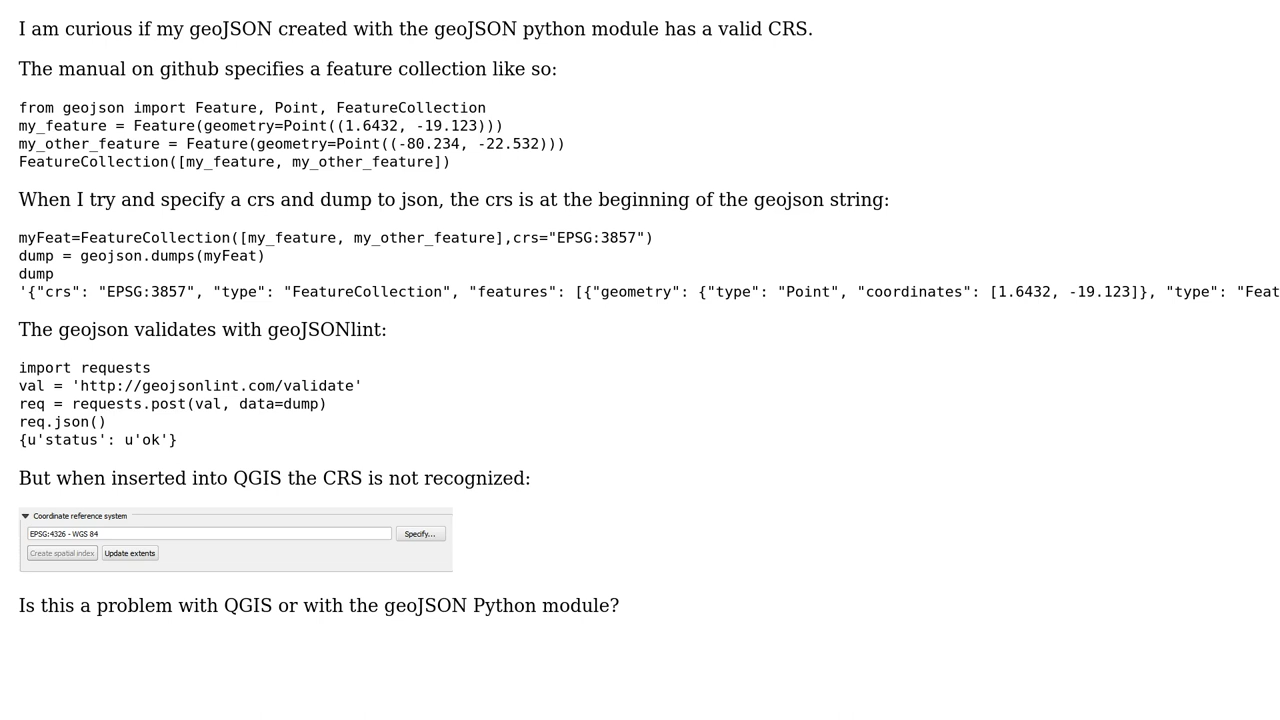 I am curious if my geoJSON created with the geoJSON python module has a valid CRS.
The manual on github specifies a feature collection like so:
from geojson import Feature, Point, FeatureCollection
my_feature = Feature(geometry=Point((1.6432, -19.123)))
my_other_feature = Feature(geometry=Point((-80.234, -22.532)))
FeatureCollection([my_feature, my_other_feature])
When I try and specify a crs and dump to json, the crs is at the beginning of the geojson string:
myFeat=FeatureCollection([my_feature, my_other_feature],crs="EPSG:3857")
dump = geojson.dumps(myFeat)
dump
'{"crs": "EPSG:3857", "type": "FeatureCollection", "features": [{"geometry": {"type": "Point", "coordinates": [1.6432, -19.123]}, "type": "Feat
The geojson validates with geoJSONlint:
import requests
val = 'http://geojsonlint.com/validate'
req = requests.post(val, data=dump)
req.json()
{u'status': u'ok'}
But when inserted into QGIS the CRS is not recognized:
Coordinate reference system
EPSG:4326 - WGS 84 Specify...
Create spatial index Update extents
Is this a problem with QGIS or with the geoJSON Python module?